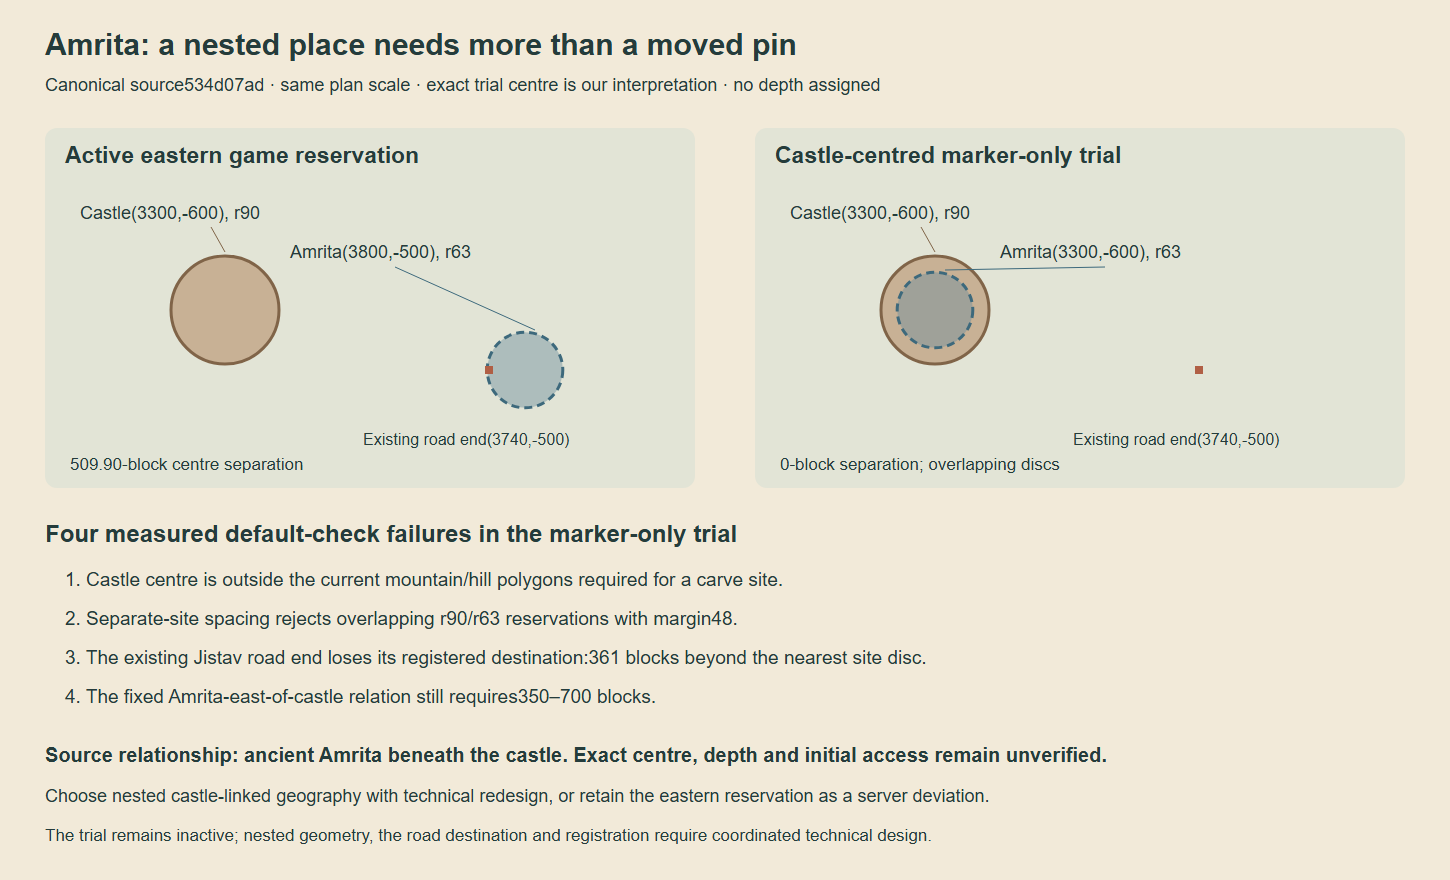 Amrita: a nested place needs more than a moved pin
Canonical source534d07ad · same plan scale · exact trial centre is our interpretation · no depth assigned
Active eastern game reservation
Castle(3300,-600), r90
Amrita(3800,-500), r63
Existing road end(3740,-500)
509.90-block centre separation
Castle-centred marker-only trial
Castle(3300,-600), r90
Amrita(3300,-600), r63
Existing road end(3740,-500)
0-block separation; overlapping discs
Four measured default-check failures in the marker-only trial
1. Castle centre is outside the current mountain/hill polygons required for a carve site.
2. Separate-site spacing rejects overlapping r90/r63 reservations with margin48.
3. The existing Jistav road end loses its registered destination:361 blocks beyond the nearest site disc.
4. The fixed Amrita-east-of-castle relation still requires350–700 blocks.
Source relationship: ancient Amrita beneath the castle. Exact centre, depth and initial access remain unverified.
Choose nested castle-linked geography with technical redesign, or retain the eastern reservation as a server deviation.
The trial remains inactive; nested geometry, the road destination and registration require coordinated technical design.